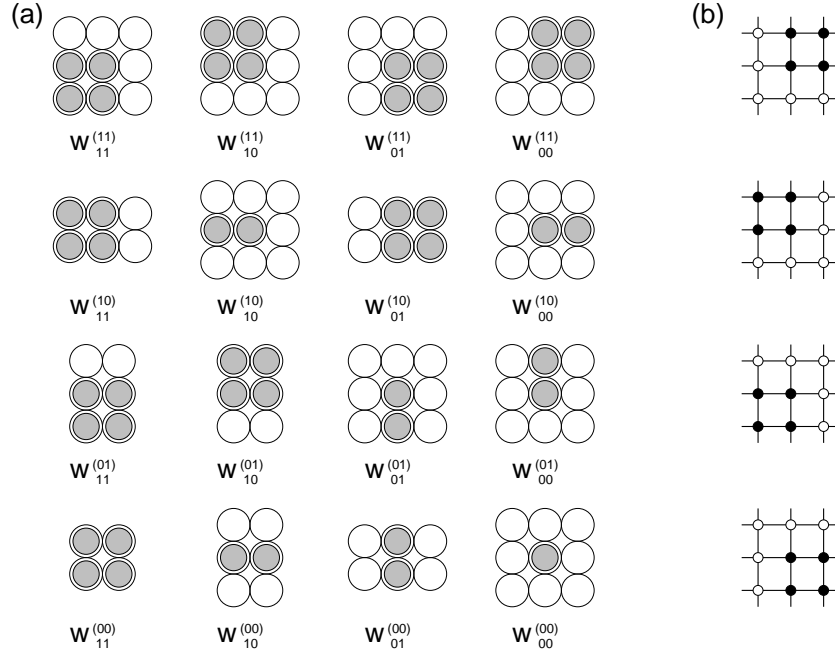 (a) (b)
W (11) 11 W (11) 10 W (11) 01 W (11) 00
W (10) 11 W (10) 10 W (10) 01 W (10) 00
W (01) 11 W (01) 10 W (01) 01 W (01) 00
W (00) 11 W (00) 10 W (00) 01 W (00) 00